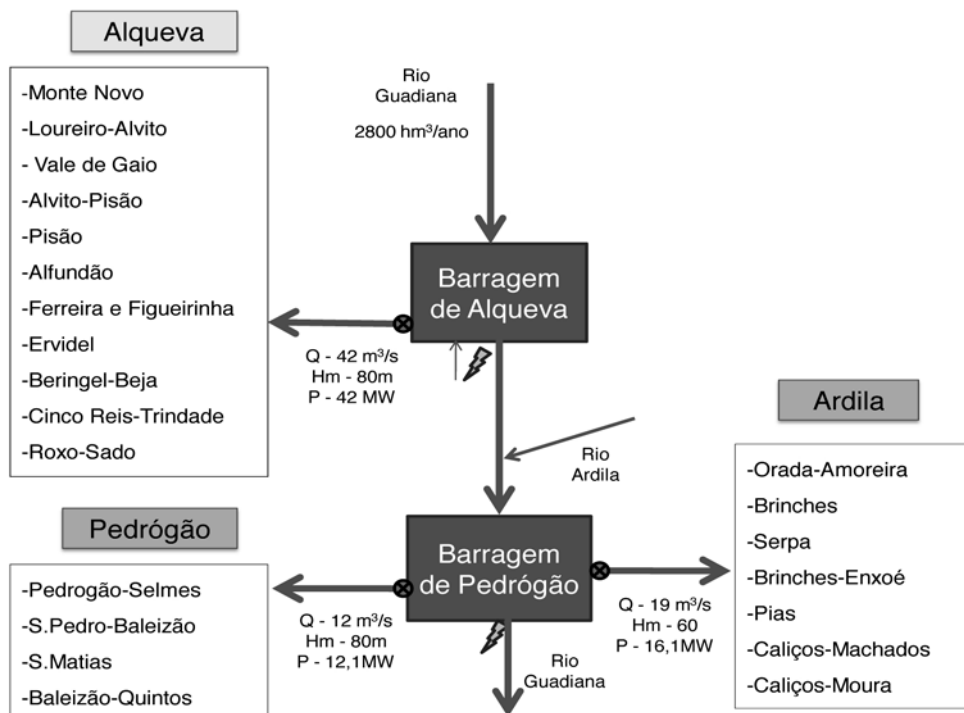 Alqueva
-Monte Novo
-Loureiro-Alvito
- Vale de Gaio
-Alvito-Pisão
-Pisão
-Alfundão
-Ferreira e Figueirinha
-Ervidel
-Beringel-Beja
-Cinco Reis-Trindade
-Roxo-Sado
Rio
Guadiana
2800 hm³/ano
Barragem
de Alqueva
Q - 42 m³/s
Hm - 80m
P - 42 MW
Rio
Ardila
Ardila
-Orada-Amoreira
-Brinches
-Serpa
-Brinches-Enxoé
-Pias
-Caliços-Machados
-Caliços-Moura
Pedrógão
-Pedrogão-Selmes
-S.Pedro-Baleizão
-S.Matias
-Baleizão-Quintos
Barragem
de Pedrógão
Q - 12 m³/s
Hm - 80m
P - 12,1MW
Q - 19 m³/s
Hm - 60
P - 16,1MW
Rio
Guadiana